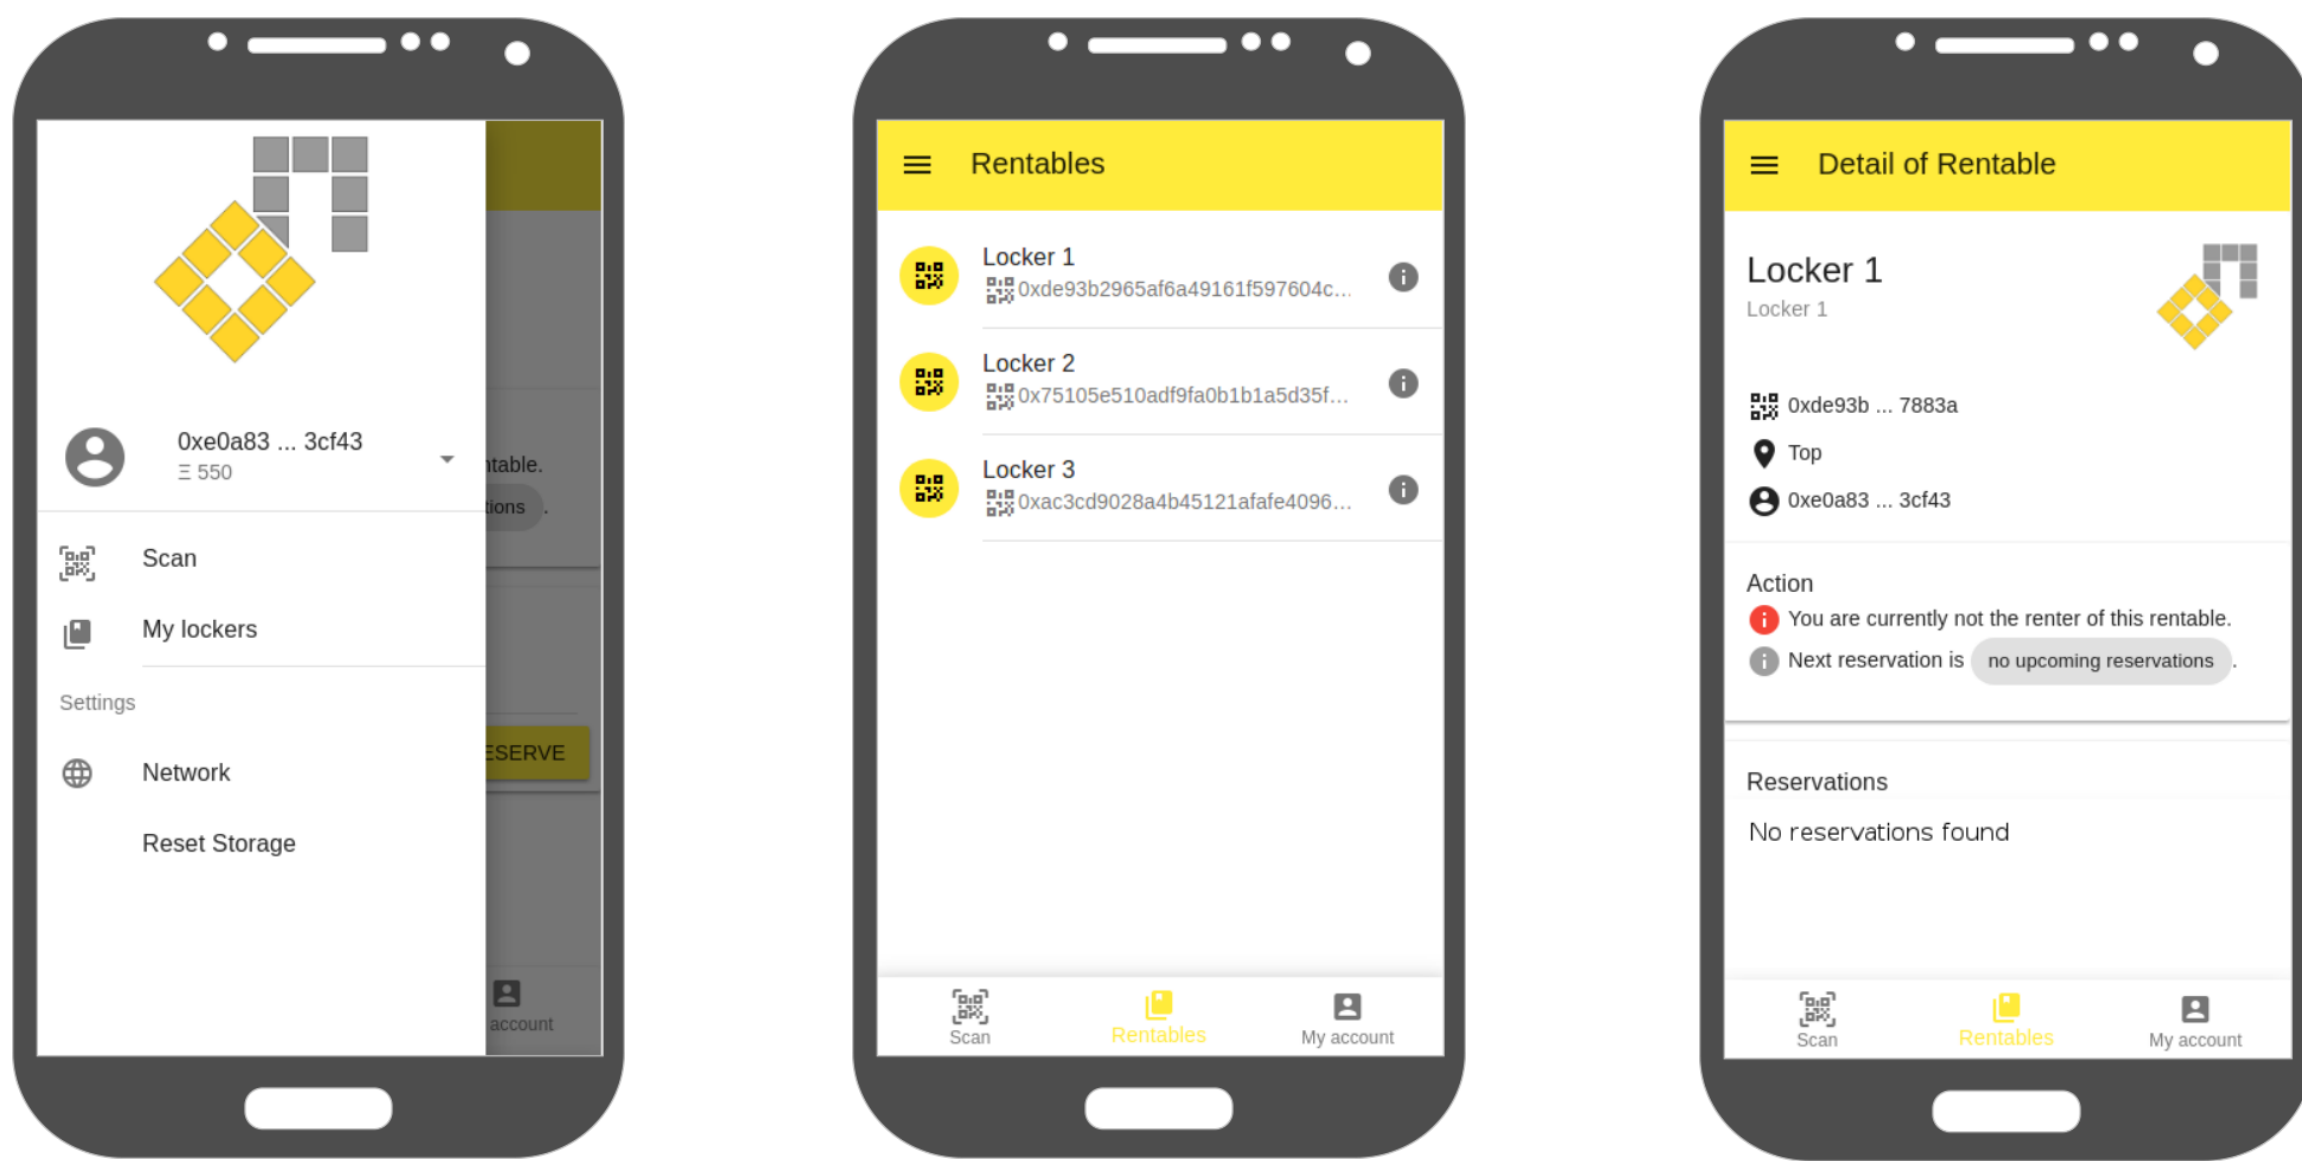 0xe0a83 ... 3cf43
Ξ 550
Scan
My lockers
Settings
Network
Reset Storage
ntable.
tions .
ESERVE
account
Rentables
Locker 1
0xde93b2965af6a49161f597604c...
Locker 2
0x75105e510adf9fa0b1b1a5d35f...
Locker 3
0xac3cd9028a4b45121afafe4096...
Scan
Rentables
My account
Detail of Rentable
Locker 1
Locker 1
0xde93b ... 7883a
Top
0xe0a83 ... 3cf43
Action
You are currently not the renter of this rentable.
Next reservation is no upcoming reservations .
Reservations
No reservations found
Scan
Rentables
My account